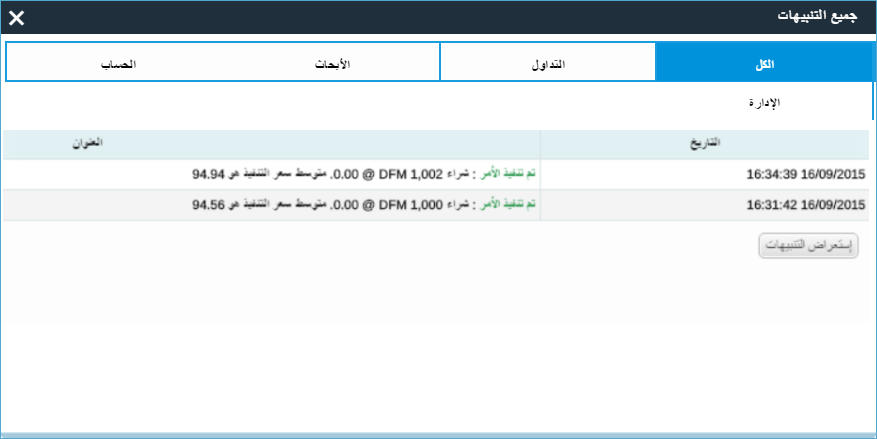 جميع التنبيهات
الكل التداول الأبحاث الحساب
الإدارة
التاريخ العنوان
16:34:39 16/09/2015 تم تنفيذ الأمر : شراء DFM 1,002 @ 0.00. متوسط سعر التنفيذ هو 94.94
16:31:42 16/09/2015 تم تنفيذ الأمر : شراء DFM 1,000 @ 0.00. متوسط سعر التنفيذ هو 94.56
إستعراض التنبيهات